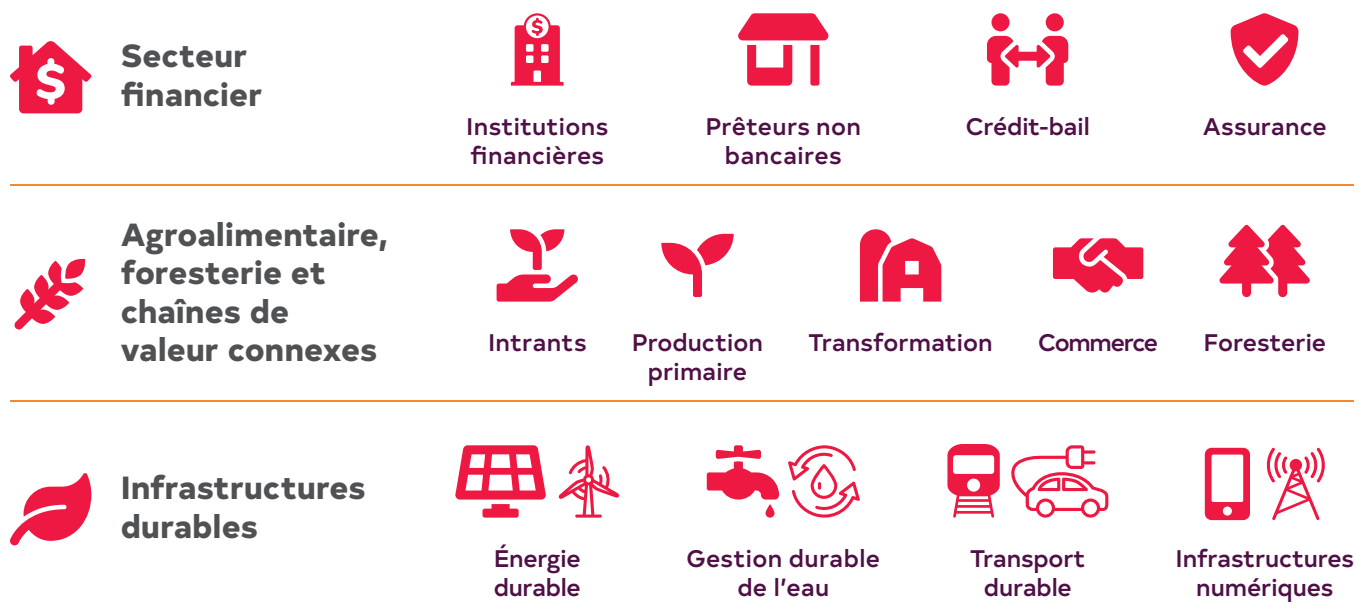 Secteur
financier
Institutions
financières
Prêteurs non
bancaires
Crédit-bail
Assurance
Agroalimentaire,
foresterie et
chaînes de
valeur connexes
Intrants
Production
primaire
Transformation
Commerce
Foresterie
Infrastructures
durables
Énergie
durable
Gestion durable
de l'eau
Transport
durable
Infrastructures
numériques